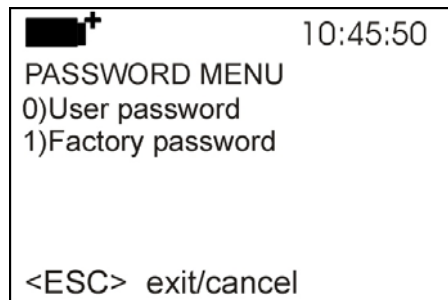 10:45:50
PASSWORD MENU
0)User password
1)Factory password
<ESC> exit/cancel